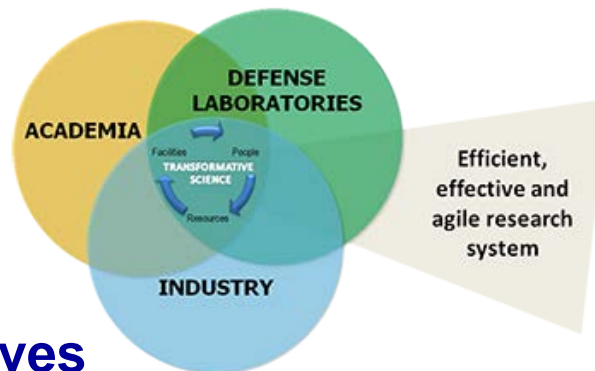 DEFENSE
LABORATORIES
ACADEMIA
Facilities
People
TRANSFORMATIVE
SCIENCE
Resources
INDUSTRY
Efficient,
effective and
agile research
system
ves